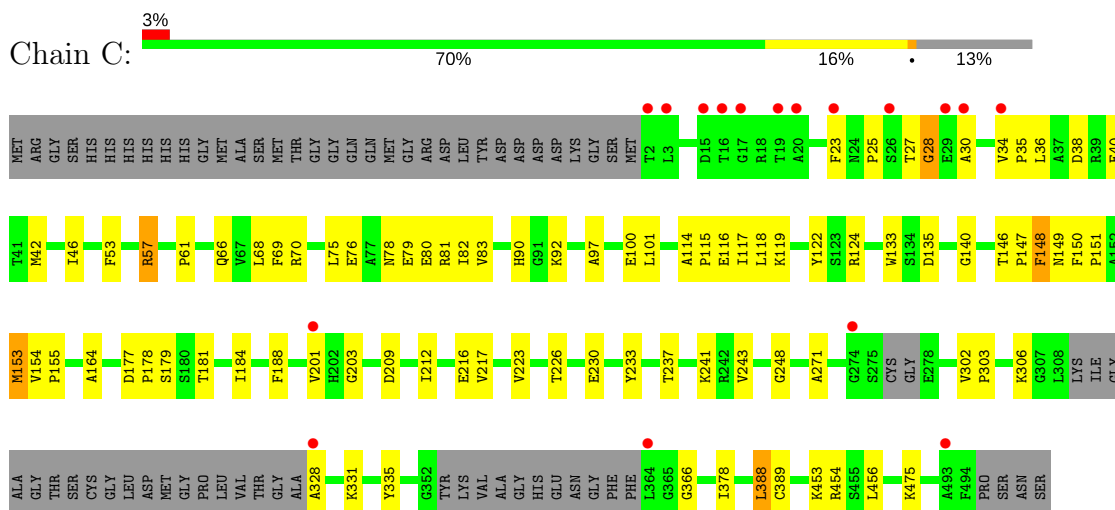 3%
Chain C:
70% 16% • 13%
MET ARG GLY SER HIS HIS HIS HIS HIS HIS GLY MET ALA SER MET THR GLY GLY GLN GLN MET GLY ARG ASP LEU TYR ASP ASP ASP ASP LYS GLY SER MET T2 L3 D15 T16 G17 R18 T19 A20 F23 N24 P25 S26 T27 G28 E29 A30 V34 P35 L36 A37 D38 R39 E40
T41 M42 I46 F53 R57 P61 Q66 V67 L68 F69 R70 L75 E76 A77 N78 E79 E80 R81 I82 V83 H90 G91 K92 A97 E100 L101 A114 P115 E116 I117 L118 K119 Y122 S123 R124 W133 S134 D135 G140 T146 P147 F148 N149 F150 P151 A152
M153 V154 P155 A164 D177 P178 S179 S180 T181 I184 F188 V201 H202 G203 D209 I212 E216 V217 V223 T226 E230 Y233 T237 K241 R242 V243 G248 A271 G274 S275 CYS GLY E278 V302 P303 K306 G307 L308 LYS ILE GLY
ALA GLY THR SER CYS GLY LEU ASP MET GLY PRO LEU VAL THR GLY ALA A328 K331 Y335 G352 TYR LYS VAL ALA GLY HIS GLU ASN GLY PHE PHE L364 G365 G366 I378 L388 C389 K453 R454 S455 L456 K475 A493 F494 PRO SER ASN SER